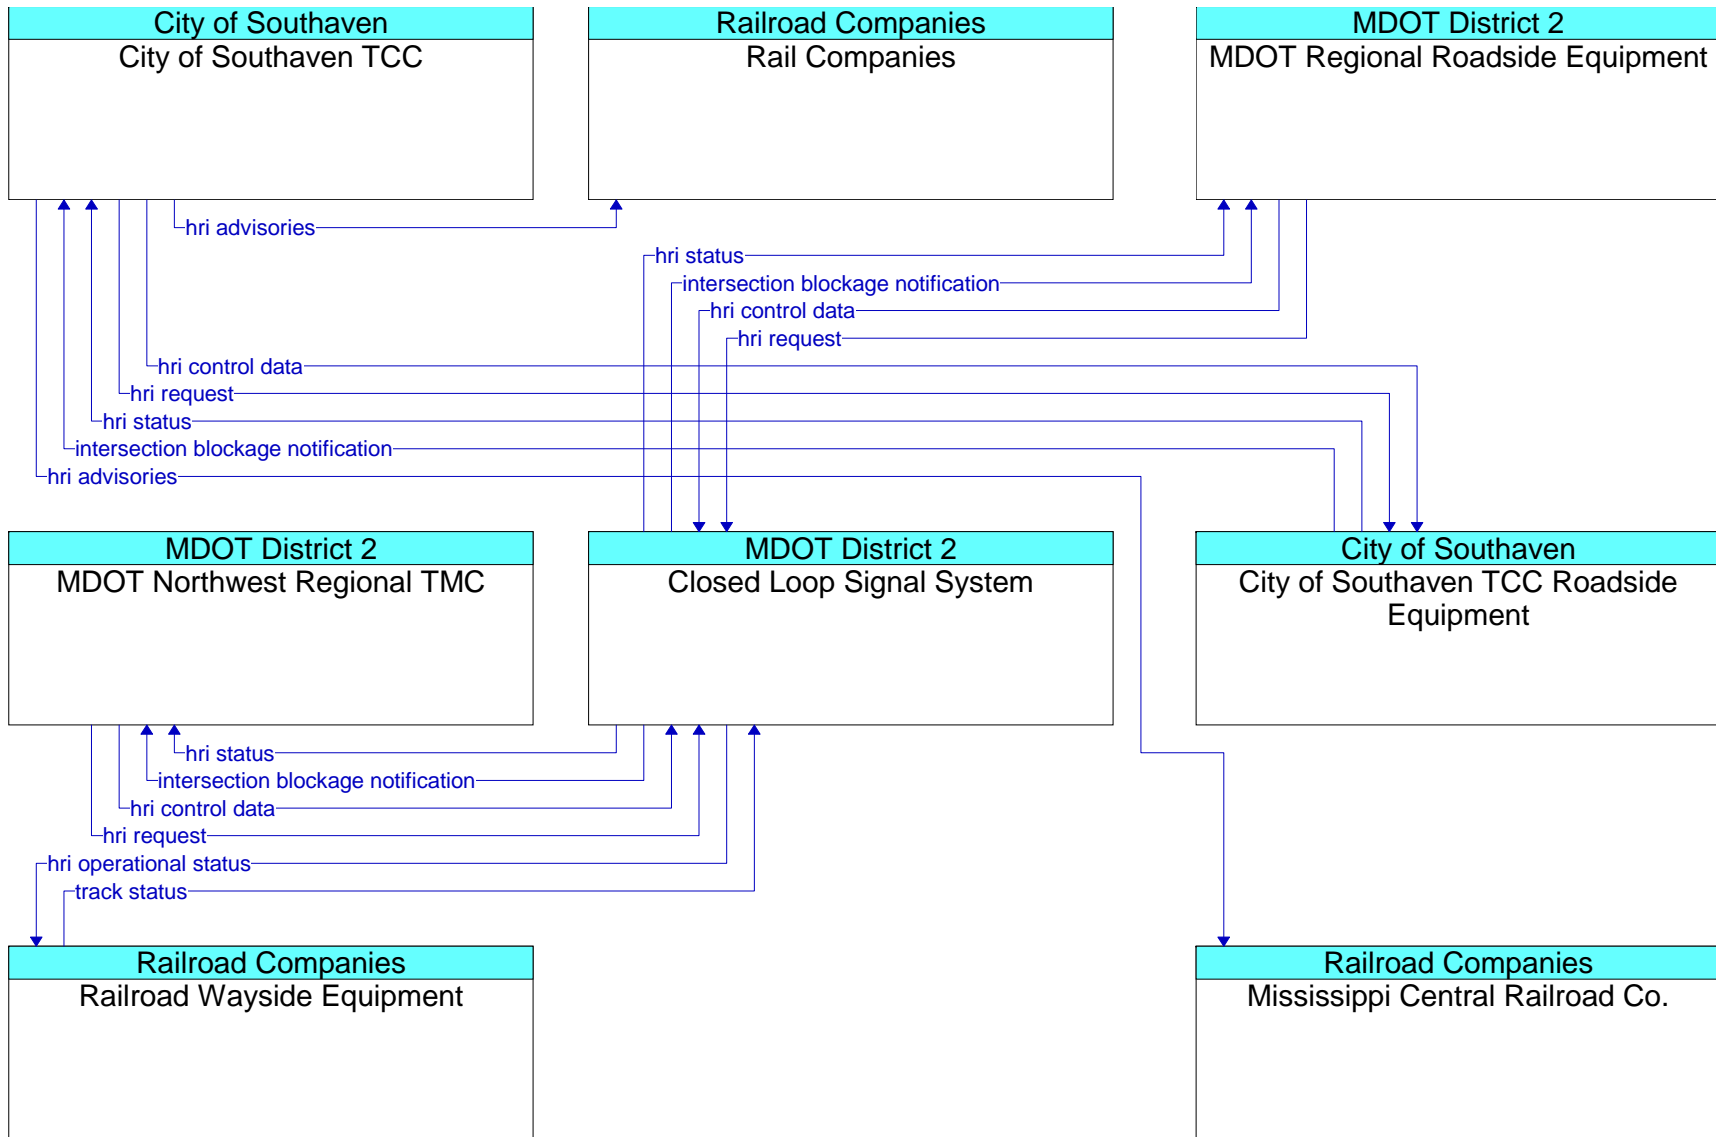 City of Southaven
City of Southaven TCC
Railroad Companies
Rail Companies
MDOT District 2
MDOT Regional Roadside Equipment
hri advisories
hri status
intersection blockage notification
hri control data
hri request
hri control data
hri request
hri status
intersection blockage notification
hri advisories
MDOT District 2
MDOT Northwest Regional TMC
MDOT District 2
Closed Loop Signal System
City of Southaven
City of Southaven TCC Roadside
Equipment
hri status
intersection blockage notification
hri control data
hri request
hri operational status
track status
Railroad Companies
Railroad Wayside Equipment
Railroad Companies
Mississippi Central Railroad Co.